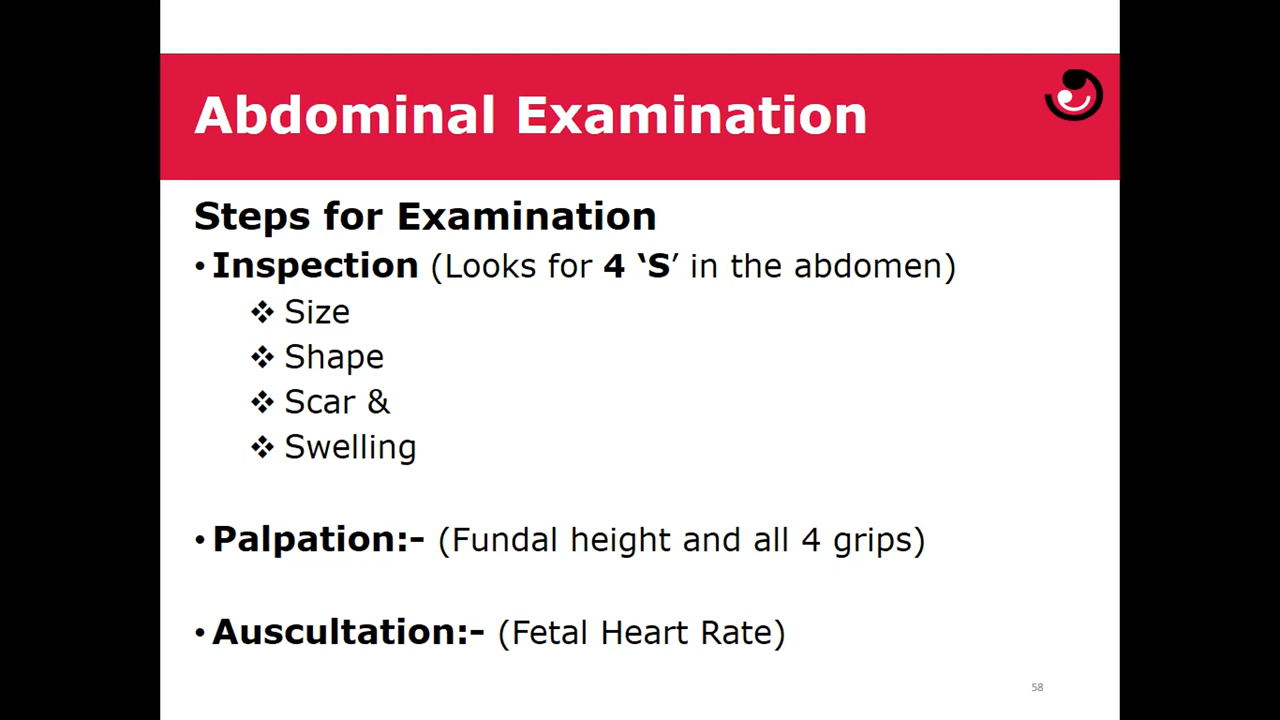 Abdominal Examination
Steps for Examination
• Inspection (Looks for 4 ‘S’ in the abdomen)
❖ Size
❖ Shape
❖ Scar &
❖ Swelling
• Palpation:- (Fundal height and all 4 grips)
• Auscultation:- (Fetal Heart Rate)
58